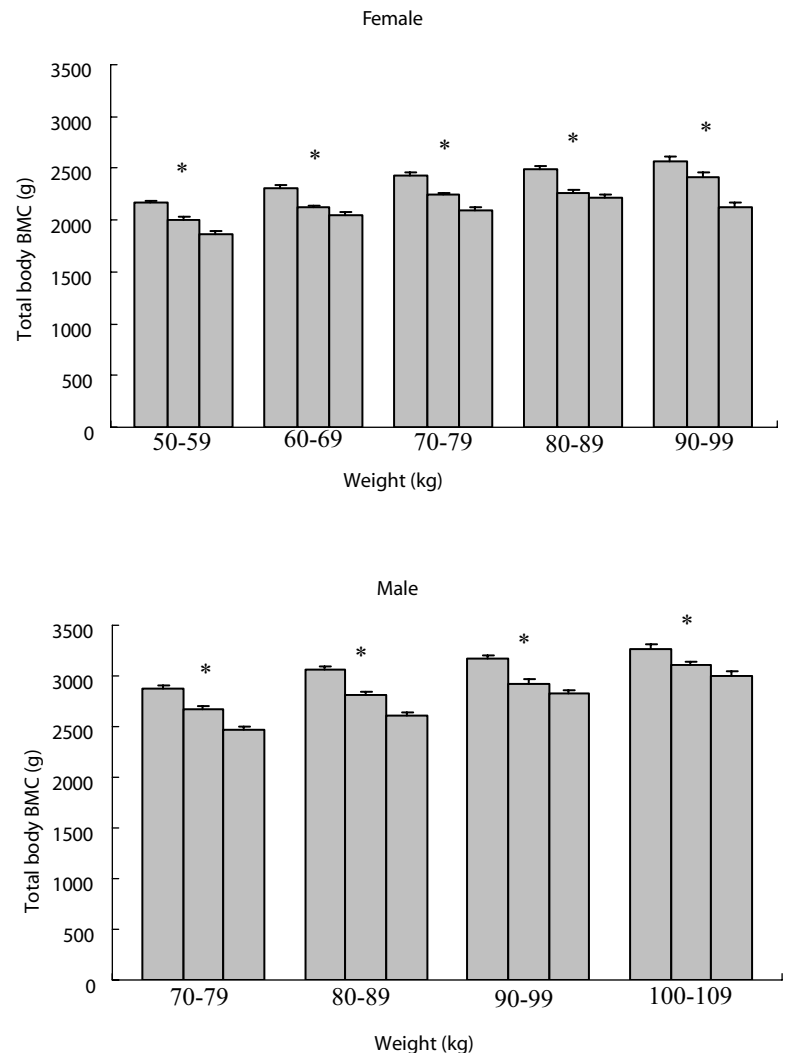 Female
3500
3000
2500
2000
1500
1000
500
0
Total body BMC (g)
* * * * *
50-59 60-69 70-79 80-89 90-99
Weight (kg)
Male
3500
3000
2500
2000
1500
1000
500
0
Total body BMC (g)
* * * *
70-79 80-89 90-99 100-109
Weight (kg)